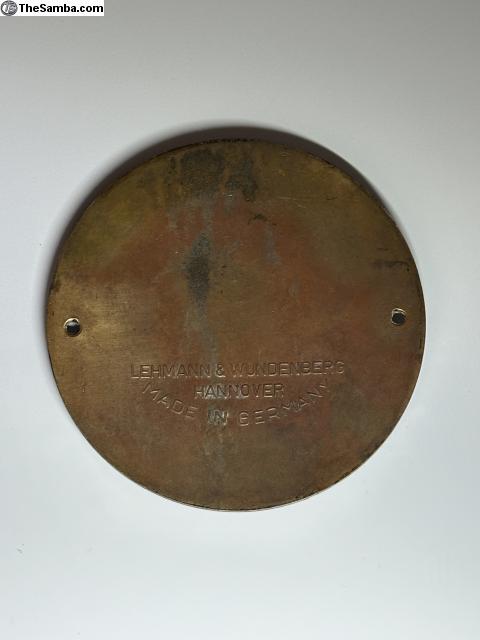 TheSamba.com
LEHMANN & WUNDENBERG
HANNOVER
MADE IN GERMANY